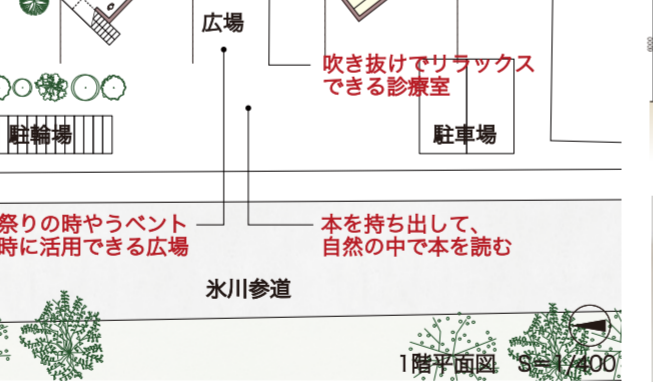 広場
吹き抜けでリラックス
できる診療室
駐輪場
駐車場
祭りの時やうベント
時に活用できる広場
本を持ち出して、
自然の中で本を読む
氷川参道
1階平面図 S=1/400
6000